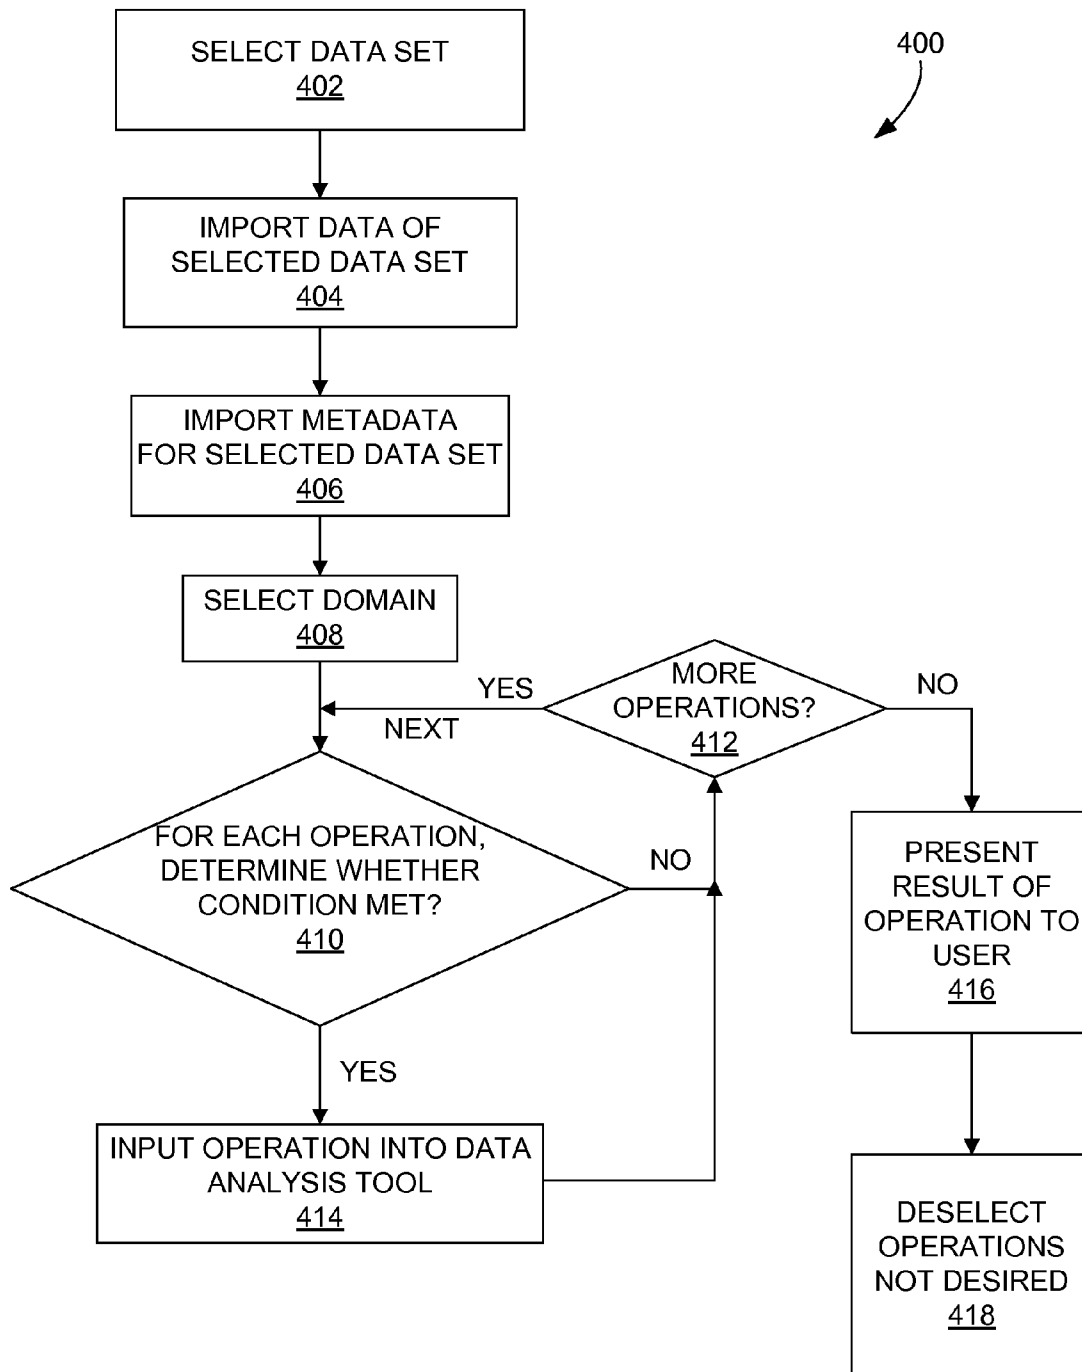 SELECT DATA SET
402
400
IMPORT DATA OF
SELECTED DATA SET
404
IMPORT METADATA
FOR SELECTED DATA SET
406
SELECT DOMAIN
408
MORE
OPERATIONS?
412
YES
NEXT
NO
FOR EACH OPERATION,
DETERMINE WHETHER
CONDITION MET?
410
NO
YES
INPUT OPERATION INTO DATA
ANALYSIS TOOL
414
PRESENT
RESULT OF
OPERATION TO
USER
416
DESELECT
OPERATIONS
NOT DESIRED
418